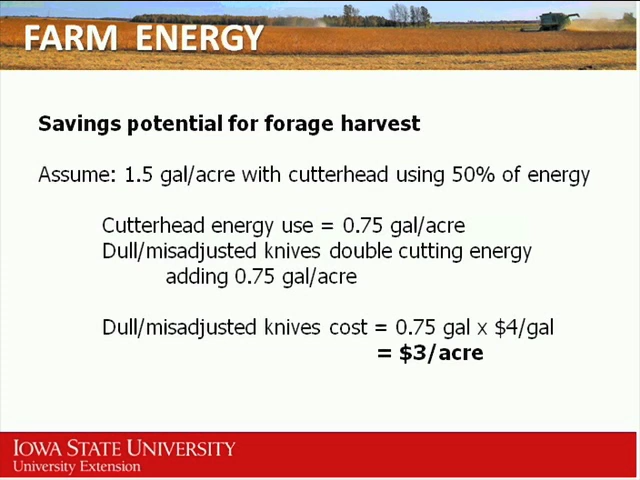 FARM ENERGY
Savings potential for forage harvest
Assume: 1.5 gal/acre with cutterhead using 50% of energy
Cutterhead energy use = 0.75 gal/acre
Dull/misadjusted knives double cutting energy
adding 0.75 gal/acre
Dull/misadjusted knives cost = 0.75 gal x $4/gal
= $3/acre
IOWA STATE UNIVERSITY
University Extension